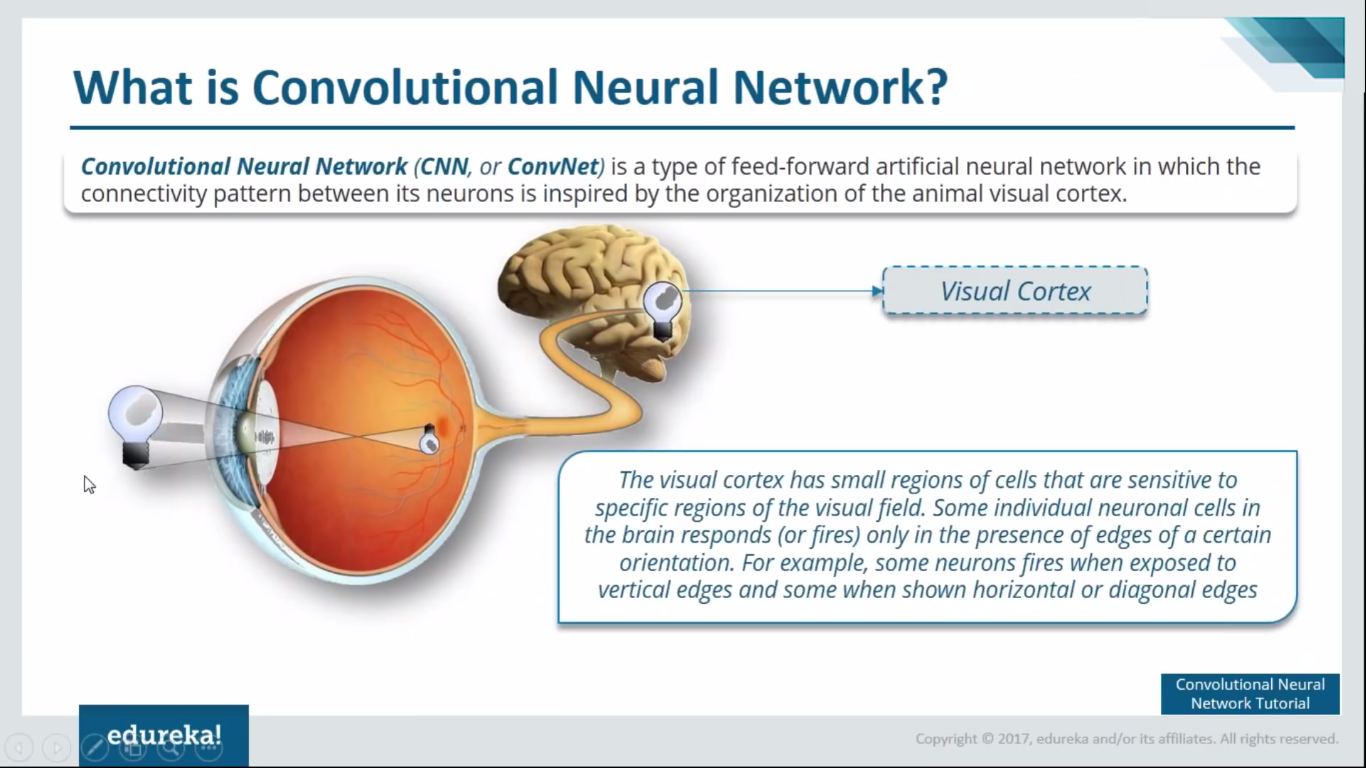 What is Convolutional Neural Network?
Convolutional Neural Network (CNN, or ConvNet) is a type of feed-forward artificial neural network in which the
connectivity pattern between its neurons is inspired by the organization of the animal visual cortex.
Visual Cortex
The visual cortex has small regions of cells that are sensitive to
specific regions of the visual field. Some individual neuronal cells in
the brain responds (or fires) only in the presence of edges of a certain
orientation. For example, some neurons fires when exposed to
vertical edges and some when shown horizontal or diagonal edges
Convolutional Neural
Network Tutorial
edureka!
Copyright © 2017, edureka and/or its affiliates. All rights reserved.